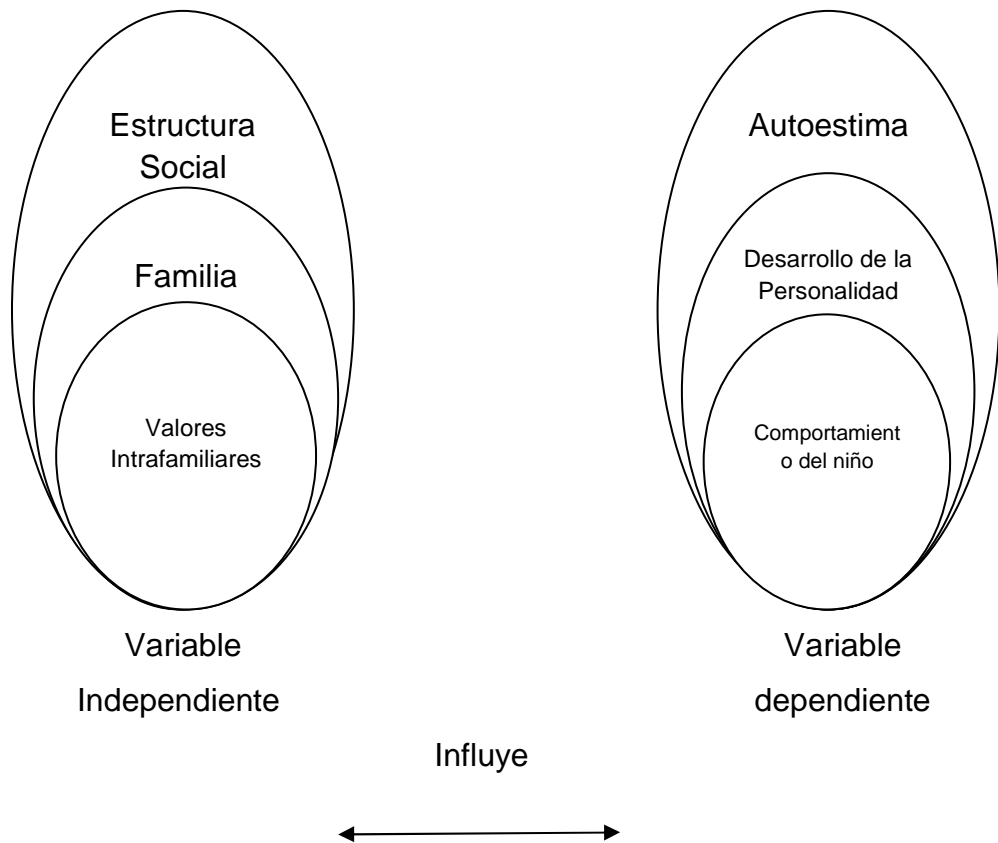 Estructura
Social
Familia
Valores
Intrafamiliares
Variable
Independiente
Autoestima
Desarrollo de la
Personalidad
Comportamient
o del niño
Variable
dependiente
Influye